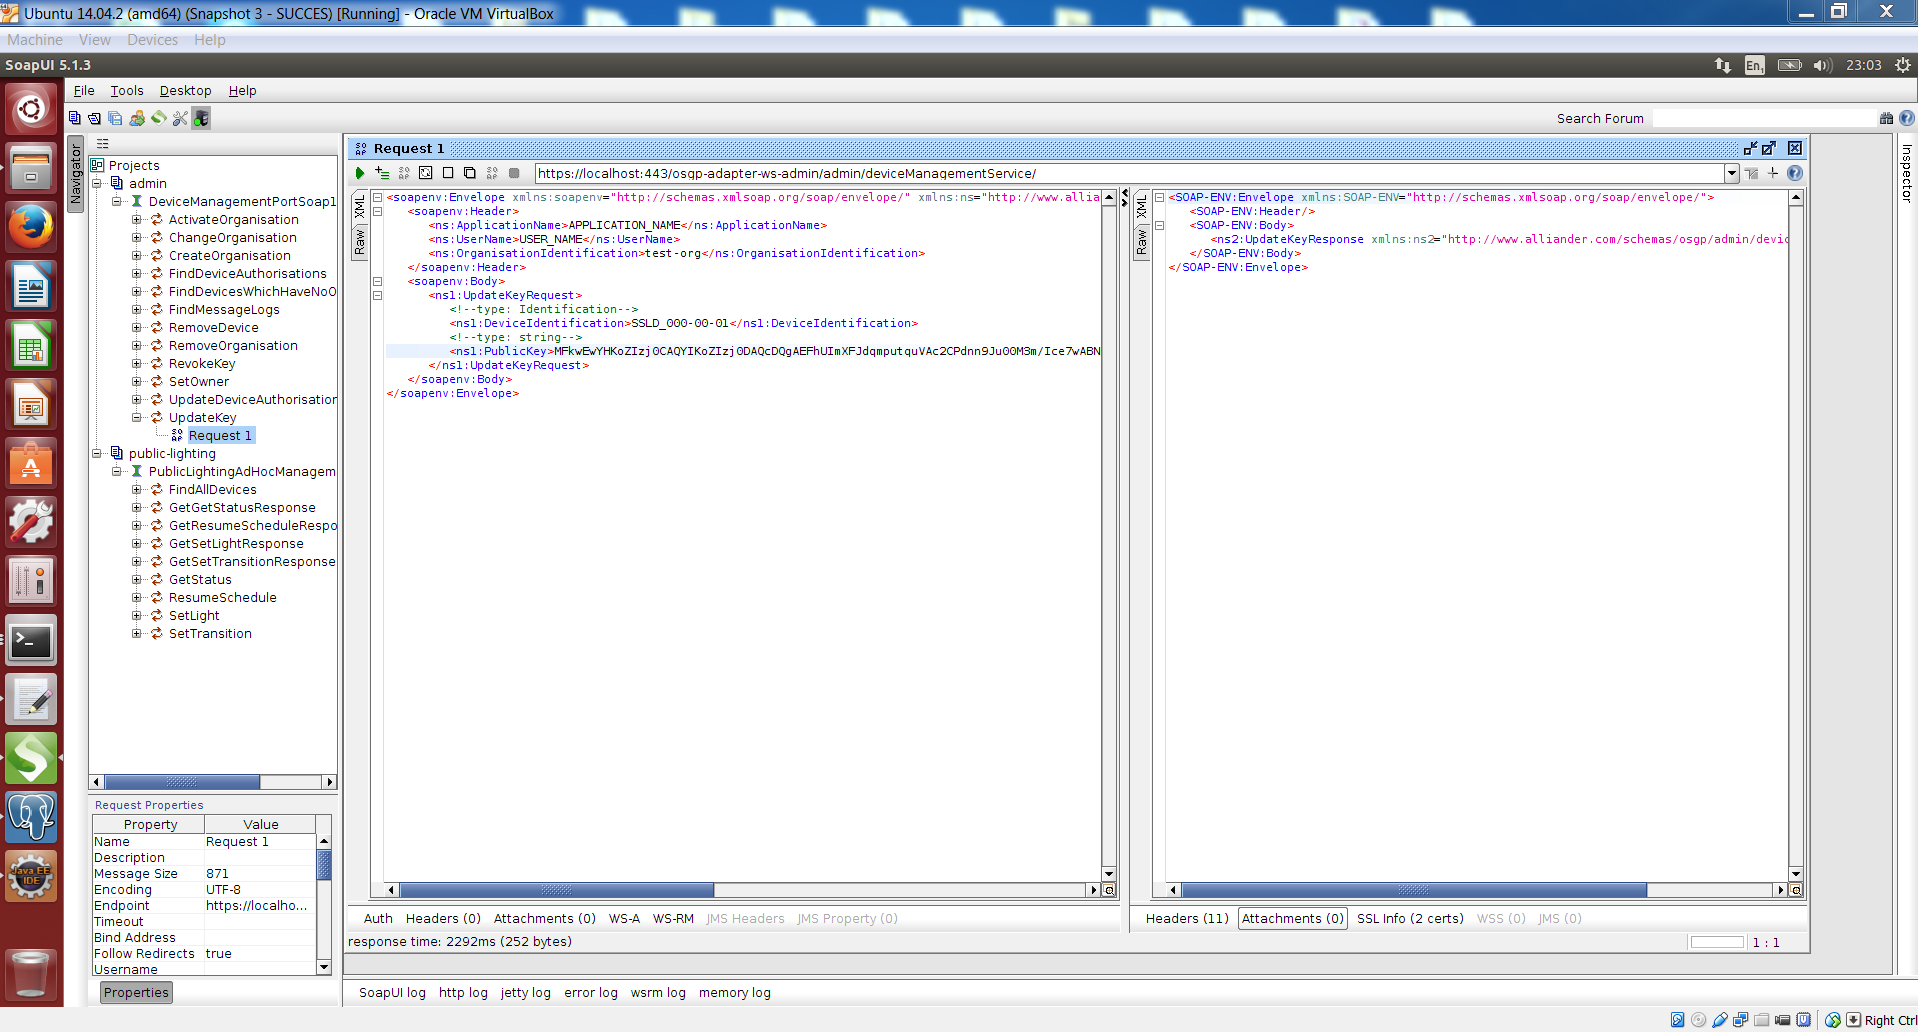 Ubuntu 14.04.2 (amd64) (Snapshot 3 - SUCCES) [Running] - Oracle VM VirtualBox
Machine View Devices Help
SoapUI 5.1.3
En1 23:03
File Tools Desktop Help
Search Forum
Navigator
Projects
admin
DeviceManagementPortSoap1
ActivateOrganisation
ChangeOrganisation
CreateOrganisation
FindDeviceAuthorisations
FindDevicesWhichHaveNoO
FindMessageLogs
RemoveDevice
RemoveOrganisation
RevokeKey
SetOwner
UpdateDeviceAuthorisation
UpdateKey
Request 1
public-lighting
PublicLightingAdHocManagem
FindAllDevices
GetGetStatusResponse
GetResumeScheduleRespo
GetSetLightResponse
GetSetTransitionResponse
GetStatus
ResumeSchedule
SetLight
SetTransition
Request Properties
Property Value
Name Request 1
Description
Message Size 871
Encoding UTF-8
Endpoint https://localho...
Timeout
Bind Address
Follow Redirects true
Username
Properties
Request 1
https://localhost:443/osgp-adapter-ws-admin/admin/deviceManagementService/
XML
Raw
<soapenv:Envelope xmlns:soapenv="http://schemas.xmlsoap.org/soap/envelope/" xmlns:ns="http://www.allia
<soapenv:Header>
<ns:ApplicationName>APPLICATION_NAME</ns:ApplicationName>
<ns:UserName>USER_NAME</ns:UserName>
<ns:OrganisationIdentification>test-org</ns:OrganisationIdentification>
</soapenv:Header>
<soapenv:Body>
<ns1:UpdateKeyRequest>
<!--type: Identification-->
<ns1:DeviceIdentification>SSLD_000-00-01</ns1:DeviceIdentification>
<!--type: string-->
<ns1:PublicKey>MFkwEwYHKoZIzj0CAQYIKoZIzj0DAQcDQgAEFhUImXFJdqmputquVAc2CPdnn9Ju00M3m/Ice7wABN
</ns1:UpdateKeyRequest>
</soapenv:Body>
</soapenv:Envelope>
Auth Headers (0) Attachments (0) WS-A WS-RM JMS Headers JMS Property (0)
response time: 2292ms (252 bytes)
XML
Raw
<SOAP-ENV:Envelope xmlns:SOAP-ENV="http://schemas.xmlsoap.org/soap/envelope/">
<SOAP-ENV:Header/>
<SOAP-ENV:Body>
<ns2:UpdateKeyResponse xmlns:ns2="http://www.alliander.com/schemas/osgp/admin/devic
</SOAP-ENV:Body>
</SOAP-ENV:Envelope>
Headers (11) Attachments (0) SSL Info (2 certs) WSS (0) JMS (0)
1 : 1
Inspector
SoapUI log http log jetty log error log wsrm log memory log
Java EE
IDE
Right Ctrl